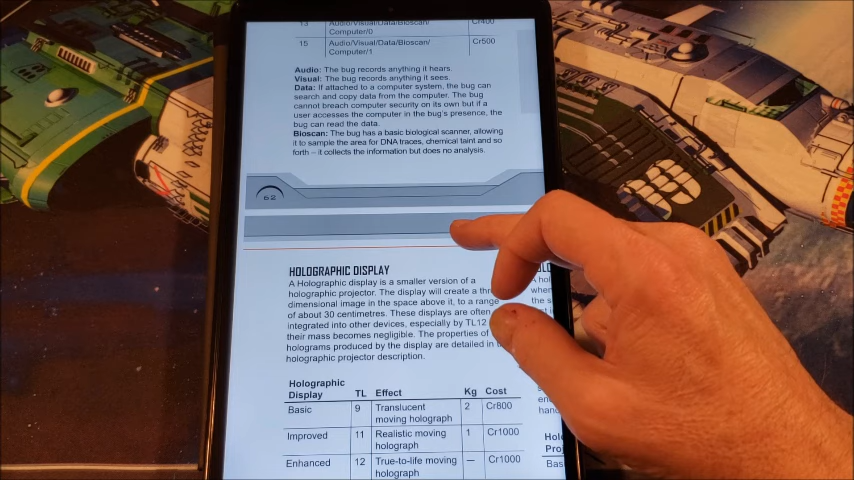 13 Audio/Visual/Data/Bioscan/ Cr400
Computer/0
15 Audio/Visual/Data/Bioscan/ Cr500
Computer/1
Audio: The bug records anything it hears.
Visual: The bug records anything it sees.
Data: If attached to a computer system, the bug can
search and copy data from the computer. The bug
cannot breach computer security on its own but if a
user accesses the computer in the bug's presence, the
bug can read the data.
Bioscan: The bug has a basic biological scanner, allowing
it to sample the area for DNA traces, chemical taint and so
forth – it collects the information but does no analysis.
62
HOLOGRAPHIC DISPLAY
A Holographic display is a smaller version of a
holographic projector. The display will create a
dimensional image in the space above it, to a range
of about 30 centimetres. These displays are often
integrated into other devices, especially by TL12
their mass becomes negligible. The properties of
holograms produced by the display are detailed in
holographic projector description.
Holographic
Display TL Effect Kg Cost
Basic 9 Translucent 2 Cr800
moving holograph
Improved 11 Realistic moving 1 Cr1000
holograph
Enhanced 12 True-to-life moving — Cr1000
holograph